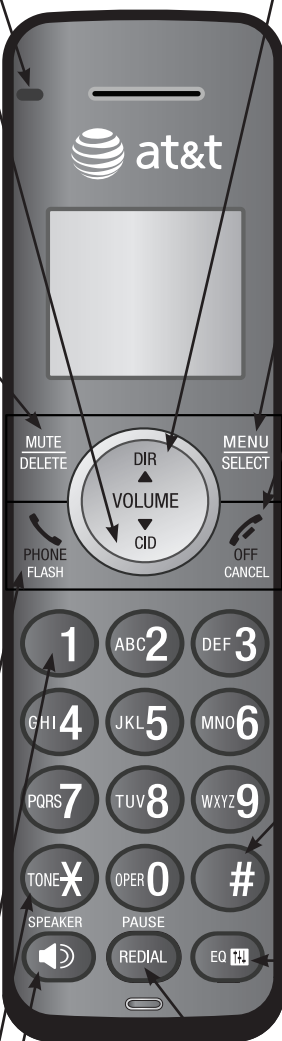 at&t
MUTE
DELETE
DIR
VOLUME
CID
MENU
SELECT
PHONE
FLASH
OFF
CANCEL
1 ABC2 DEF3
GHI4 JKL5 MNO6
PQRS7 TUV8 WXYZ9
TONE* OPER0 #
SPEAKER PAUSE
REDIAL EQ